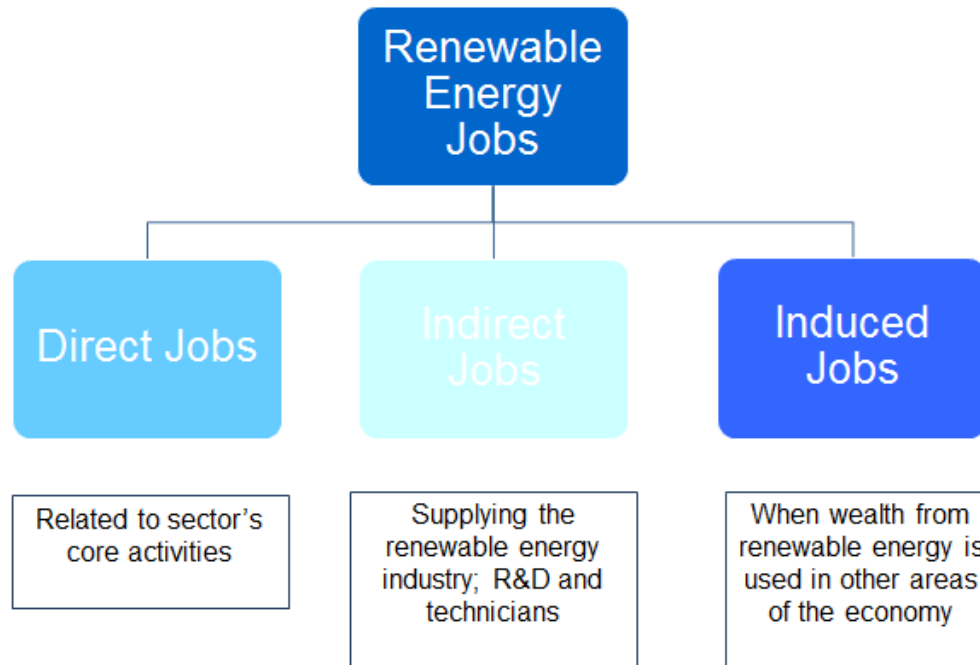 Renewable
Energy
Jobs
Direct Jobs
Indirect
Jobs
Induced
Jobs
Related to sector's
core activities
Supplying the
renewable energy
industry; R&D and
technicians
When wealth from
renewable energy is
used in other areas
of the economy